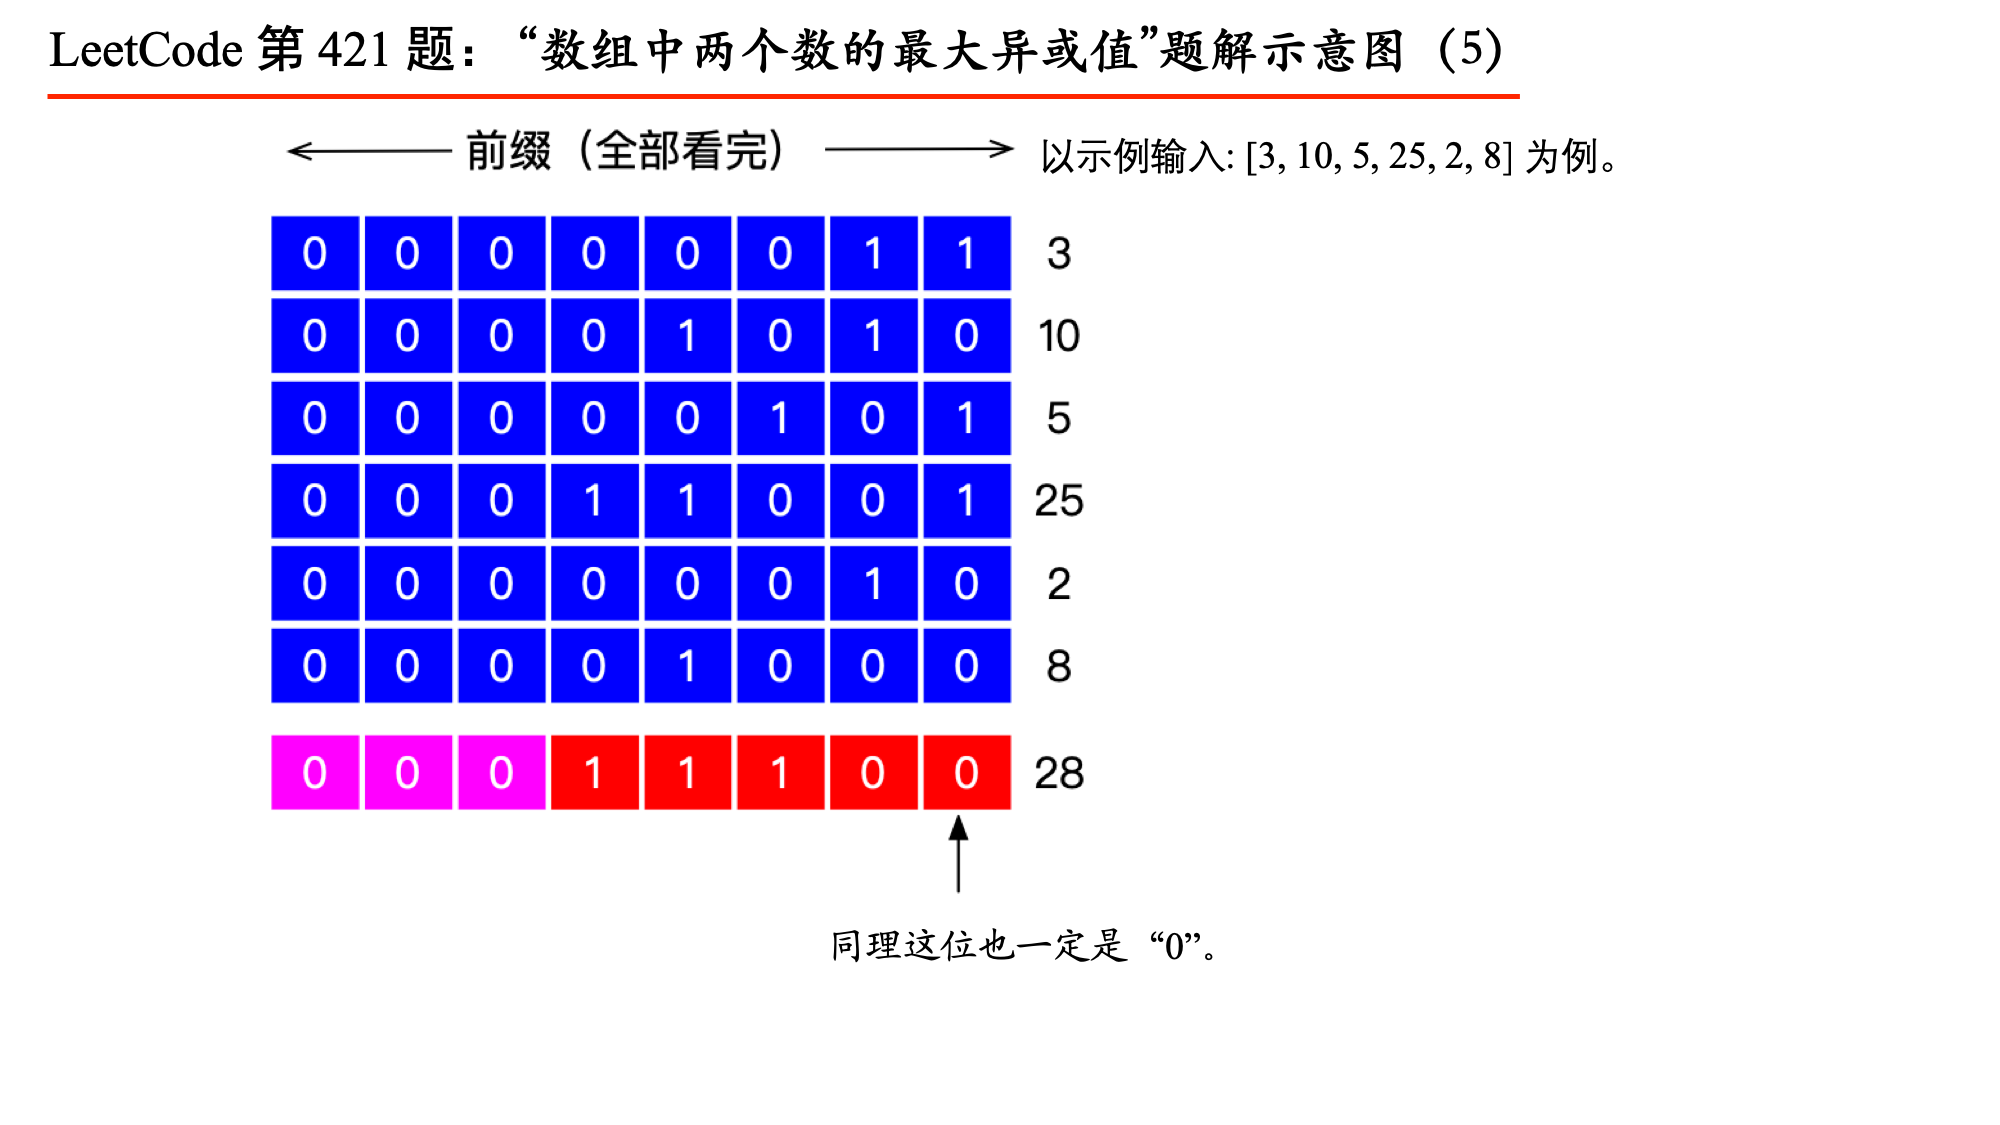 LeetCode 第 421 题：“数组中两个数的最大异或值”题解示意图（5）
前缀（全部看完）
以示例输入: [3, 10, 5, 25, 2, 8] 为例。
0 0 0 0 0 0 1 1 3
0 0 0 0 1 0 1 0 10
0 0 0 0 0 1 0 1 5
0 0 0 1 1 0 0 1 25
0 0 0 0 0 0 1 0 2
0 0 0 0 1 0 0 0 8
0 0 0 1 1 1 0 0 28
同理这位也一定是“0”。